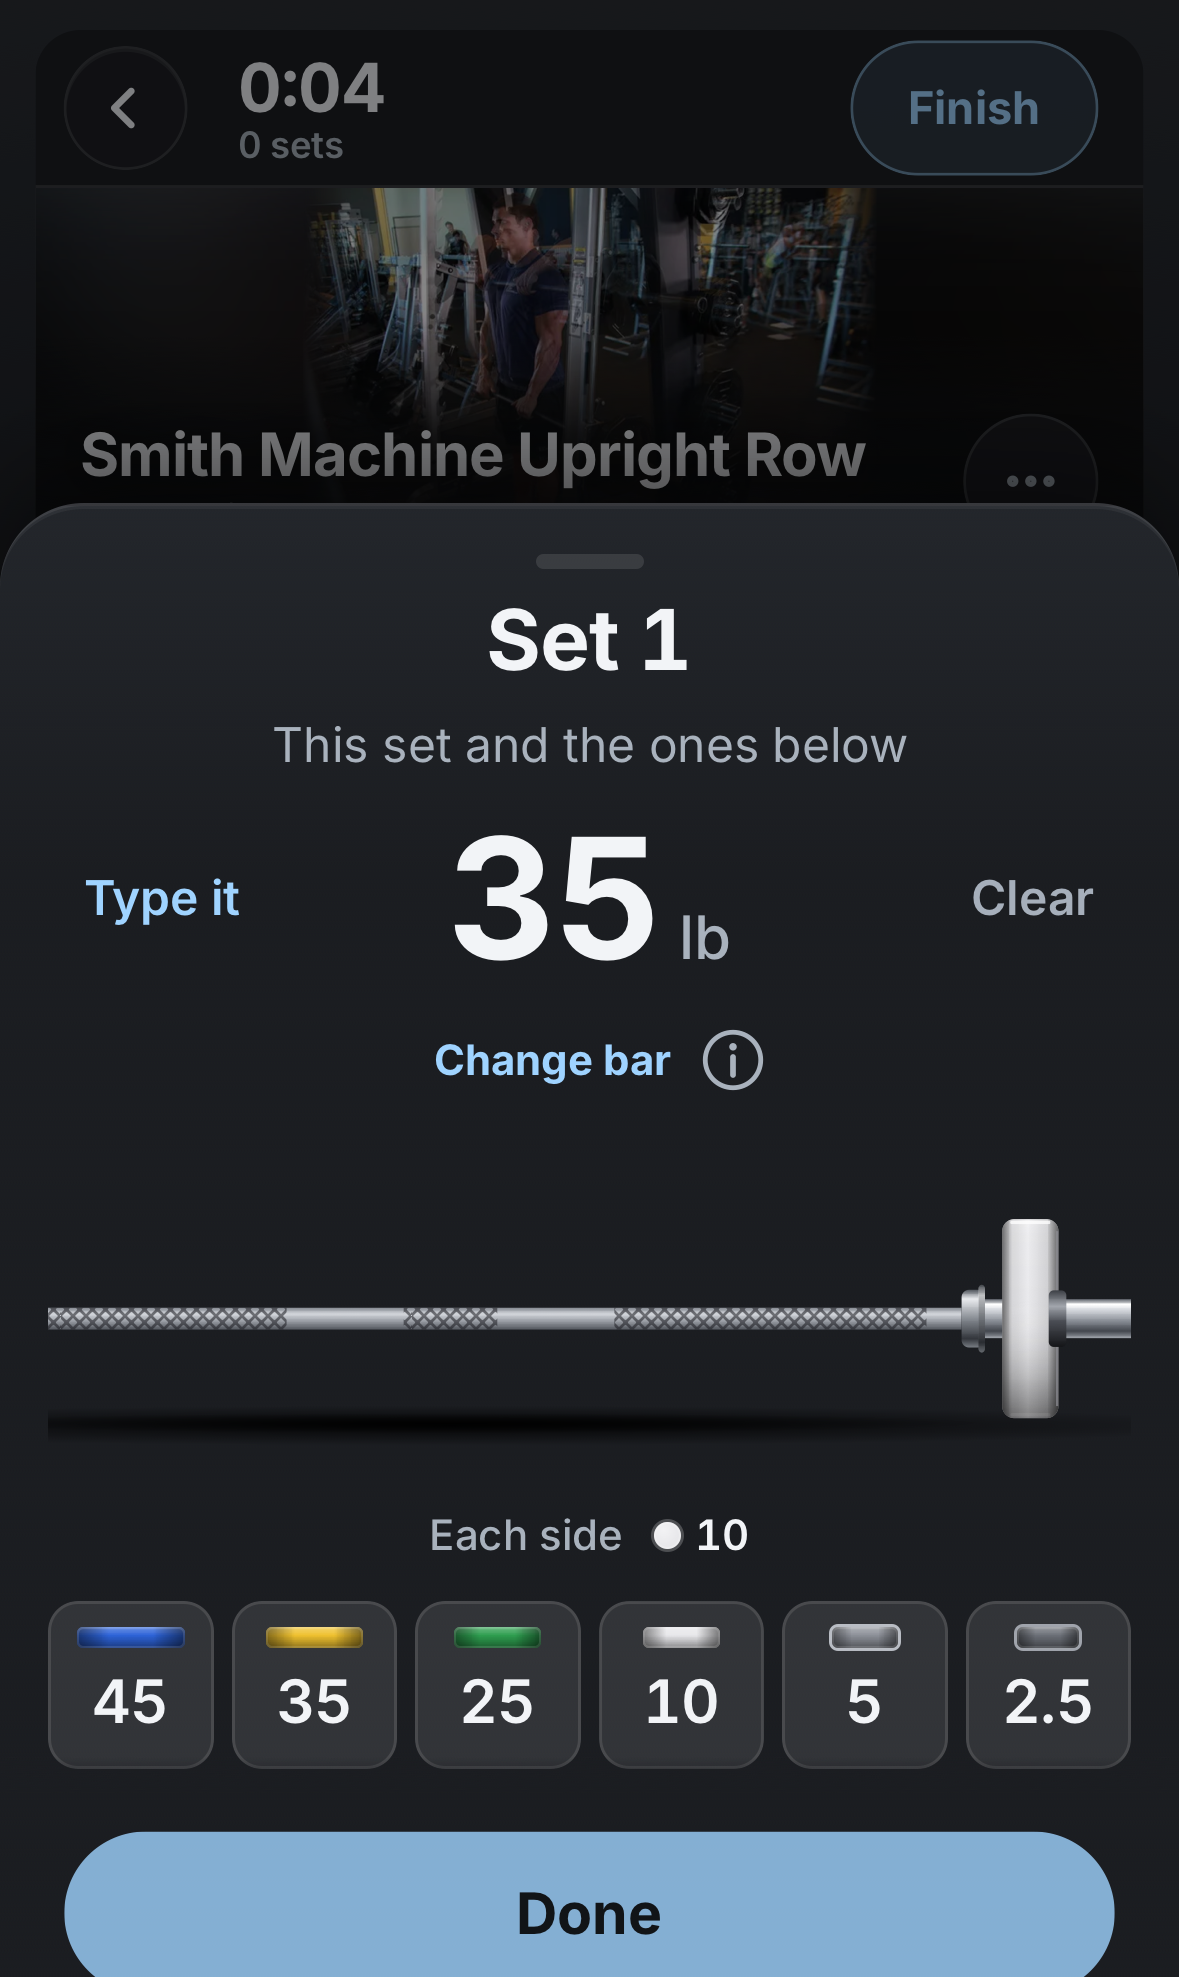 0:04
0 sets
Finish
Smith Machine Upright Row
Set 1
This set and the ones below
Type it
35 lb
Clear
Change bar
Each side 10
45
35
25
10
5
2.5
Done